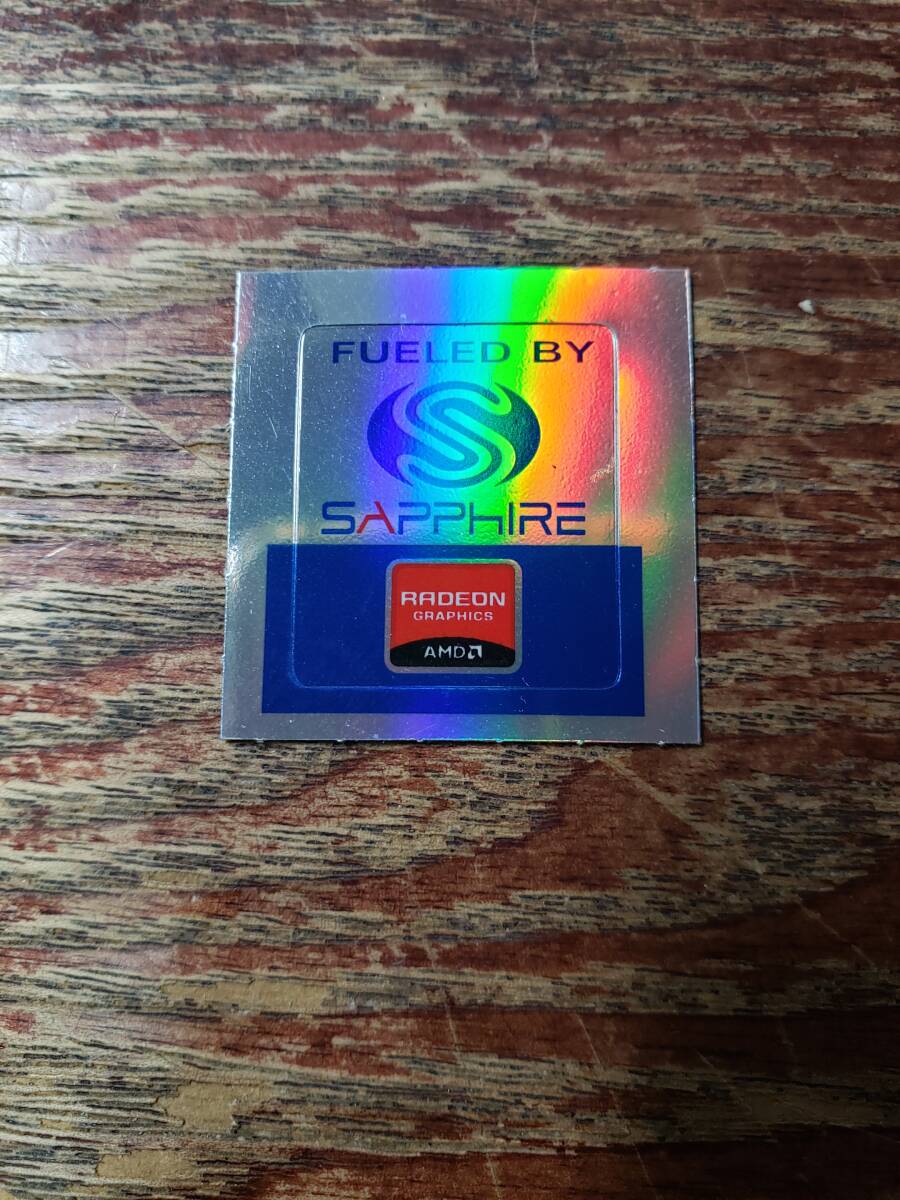 FUELED BY
SAPPHIRE
RADEON
GRAPHICS
AMD